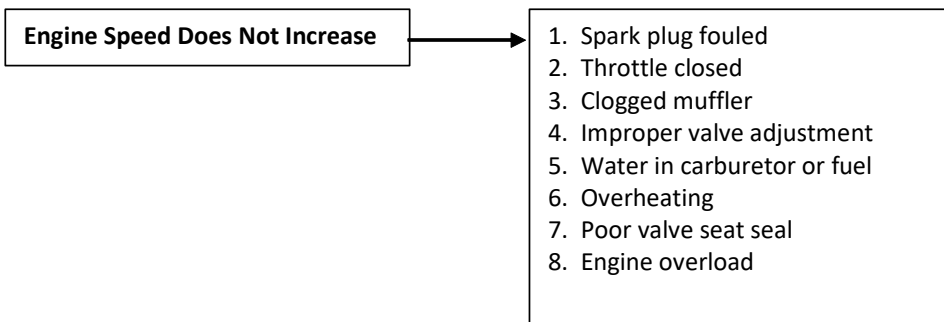 Engine Speed Does Not Increase
1. Spark plug fouled
2. Throttle closed
3. Clogged muffler
4. Improper valve adjustment
5. Water in carburetor or fuel
6. Overheating
7. Poor valve seat seal
8. Engine overload